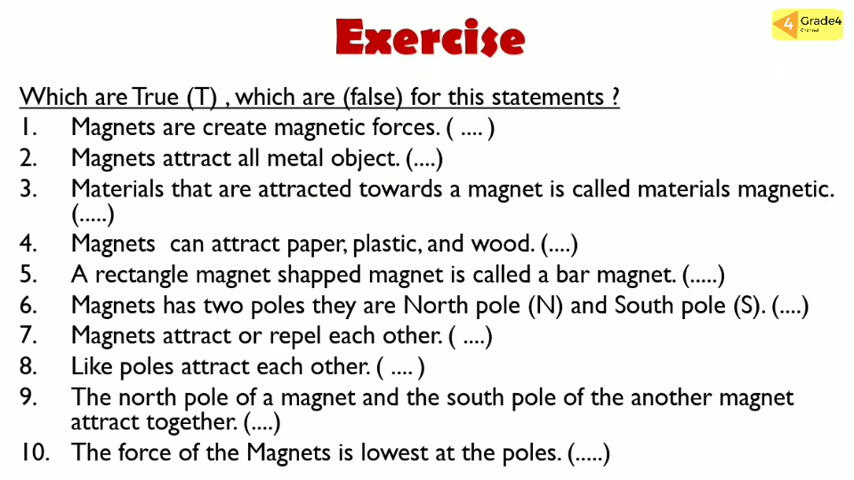 Exercise
4 Grade4
Channel
Which are True (T) , which are (false) for this statements ?
1. Magnets are create magnetic forces. ( .... )
2. Magnets attract all metal object. (....)
3. Materials that are attracted towards a magnet is called materials magnetic.
(.....)
4. Magnets can attract paper, plastic, and wood. (....)
5. A rectangle magnet shapped magnet is called a bar magnet. (.....)
6. Magnets has two poles they are North pole (N) and South pole (S). (....)
7. Magnets attract or repel each other. ( ....)
8. Like poles attract each other. ( .... )
9. The north pole of a magnet and the south pole of the another magnet
attract together. (....)
10. The force of the Magnets is lowest at the poles. (.....)